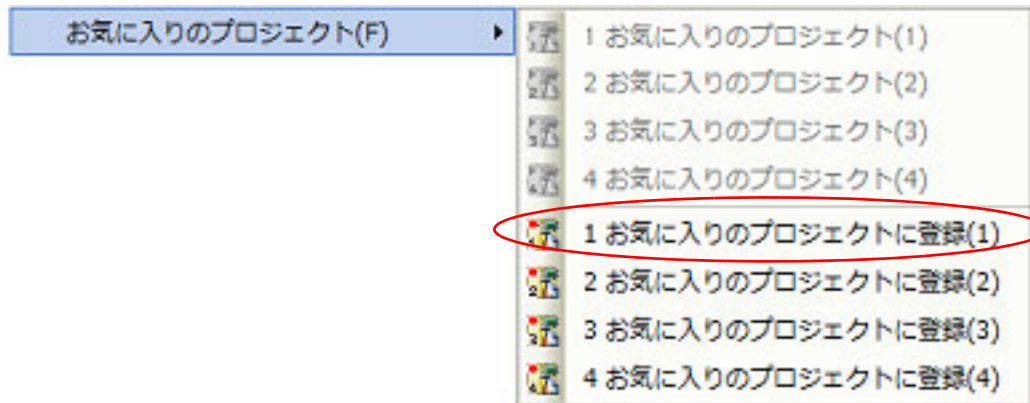 お気に入りのプロジェクト(F)
1 お気に入りのプロジェクト(1)
2 お気に入りのプロジェクト(2)
3 お気に入りのプロジェクト(3)
4 お気に入りのプロジェクト(4)
1 お気に入りのプロジェクトに登録(1)
2 お気に入りのプロジェクトに登録(2)
3 お気に入りのプロジェクトに登録(3)
4 お気に入りのプロジェクトに登録(4)